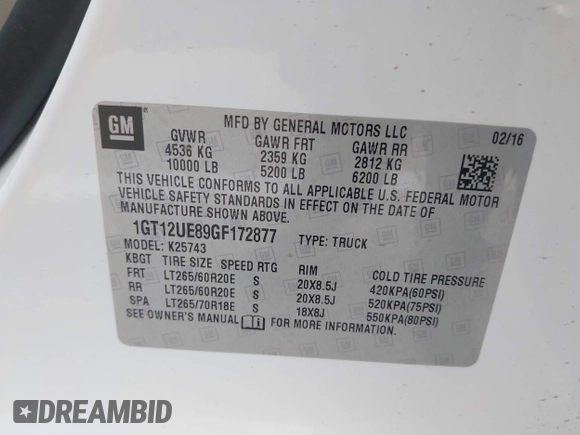 GM
MFD BY GENERAL MOTORS LLC
02/16
GVWR GAWR FRT GAWR RR
4536 KG 2359 KG 2812 KG
10000 LB 5200 LB 6200 LB
THIS VEHICLE CONFORMS TO ALL APPLICABLE U.S. FEDERAL MOTOR
VEHICLE SAFETY STANDARDS IN EFFECT ON THE DATE OF
MANUFACTURE SHOWN ABOVE.
1GT12UE89GF172877 TYPE: TRUCK
MODEL: K25743
KBGT TIRE SIZE SPEED RTG RIM COLD TIRE PRESSURE
FRT LT265/60R20E S 20X8.5J 420KPA(60PSI)
RR LT265/60R20E S 20X8.5J 520KPA(75PSI)
SPA LT265/70R18E S 18X8J 550KPA(80PSI)
SEE OWNER'S MANUAL FOR MORE INFORMATION.
DREAMBID